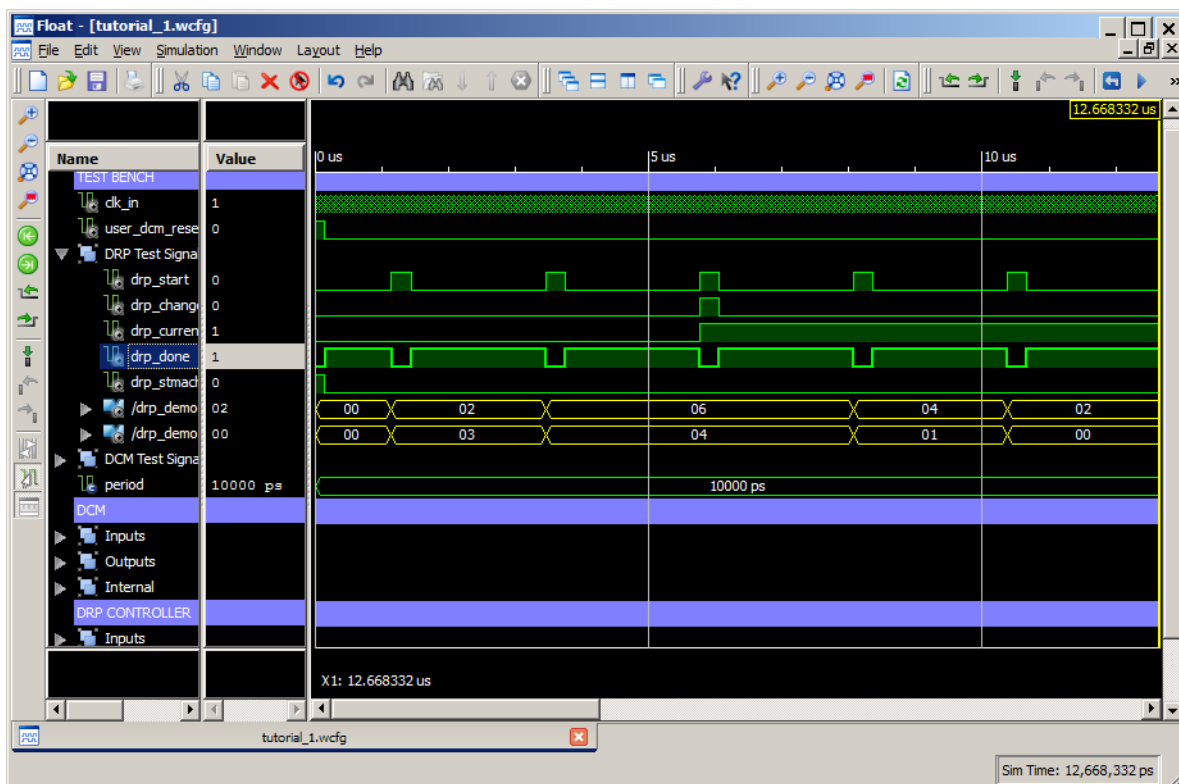 Float - [tutorial_1.wcfg]
File Edit View Simulation Window Layout Help
12.668332 us
Name Value 0 us 5 us 10 us
TEST BENCH
clk_in 1
user_dcm_rese 0
DRP Test Signa
drp_start 0
drp_change 0
drp_curren 1
drp_done 1
drp_stmach 0
/drp_demo 02 00 02 06 04 02
/drp_demo 00 00 03 04 01 00
DCM Test Signa
period 10000 ps 10000 ps
DCM
Inputs
Outputs
Internal
DRP CONTROLLER
Inputs
X1: 12.668332 us
tutorial_1.wcfg
Sim Time: 12,668,332 ps